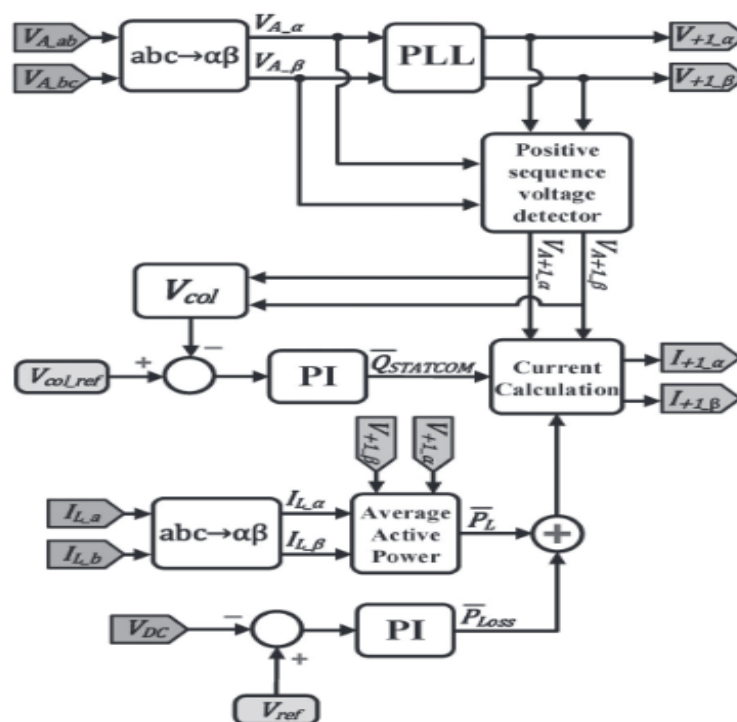 V_A_ab
V_A_bc
abc→αβ
V_A_α
V_A_β
PLL
V_+1_α
V_+1_β
Positive
sequence
voltage
detector
V_A+1_α
V_A+1_β
V_col
V_col_ref
+
−
PI
Q̅_STATCOM
Current
Calculation
I_+1_α
I_+1_β
V_+1_β
V_+1_α
I_L_a
I_L_b
abc→αβ
I_L_α
I_L_β
Average
Active
Power
P̅_L
+
V_DC
−
+
PI
P̅_Loss
V_ref